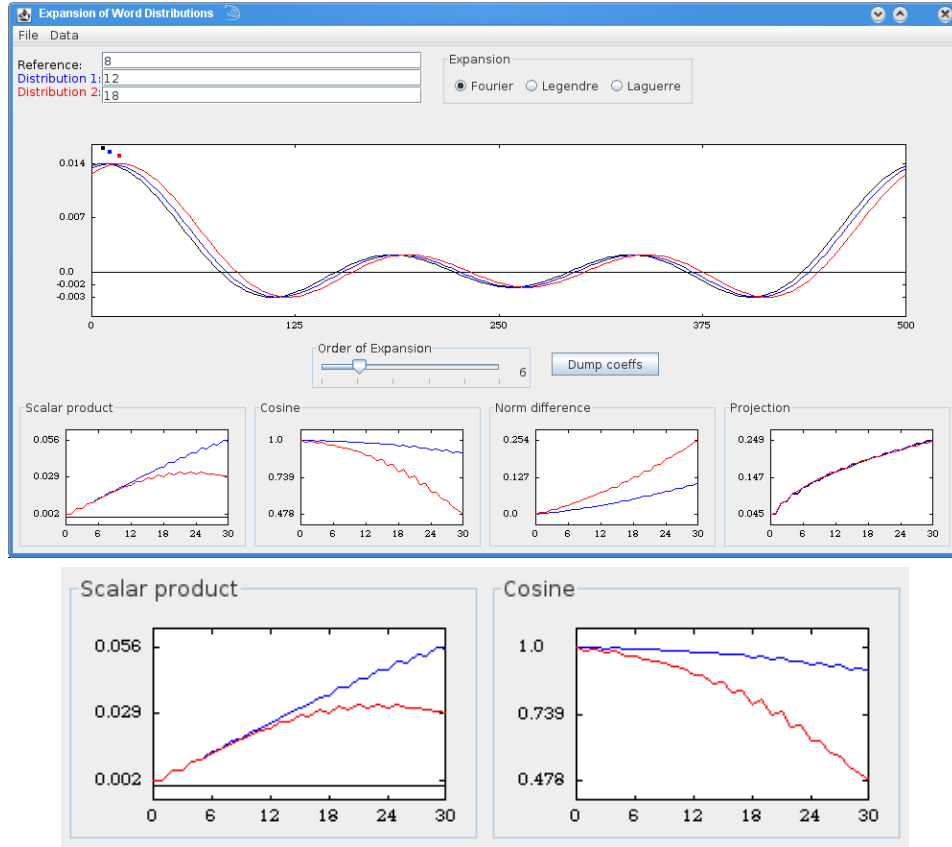 Expansion of Word Distributions
File Data
Reference: 8
Distribution 1: 12
Distribution 2: 18
Expansion
Fourier Legendre Laguerre
0.014
0.007
0.0
-0.002
-0.003
0 125 250 375 500
Order of Expansion
6
Dump coeffs
Scalar product
0.056
0.029
0.002
0 6 12 18 24 30
Cosine
1.0
0.739
0.478
0 6 12 18 24 30
Norm difference
0.254
0.127
0.0
0 6 12 18 24 30
Projection
0.249
0.147
0.045
0 6 12 18 24 30
Scalar product
0.056
0.029
0.002
0 6 12 18 24 30
Cosine
1.0
0.739
0.478
0 6 12 18 24 30